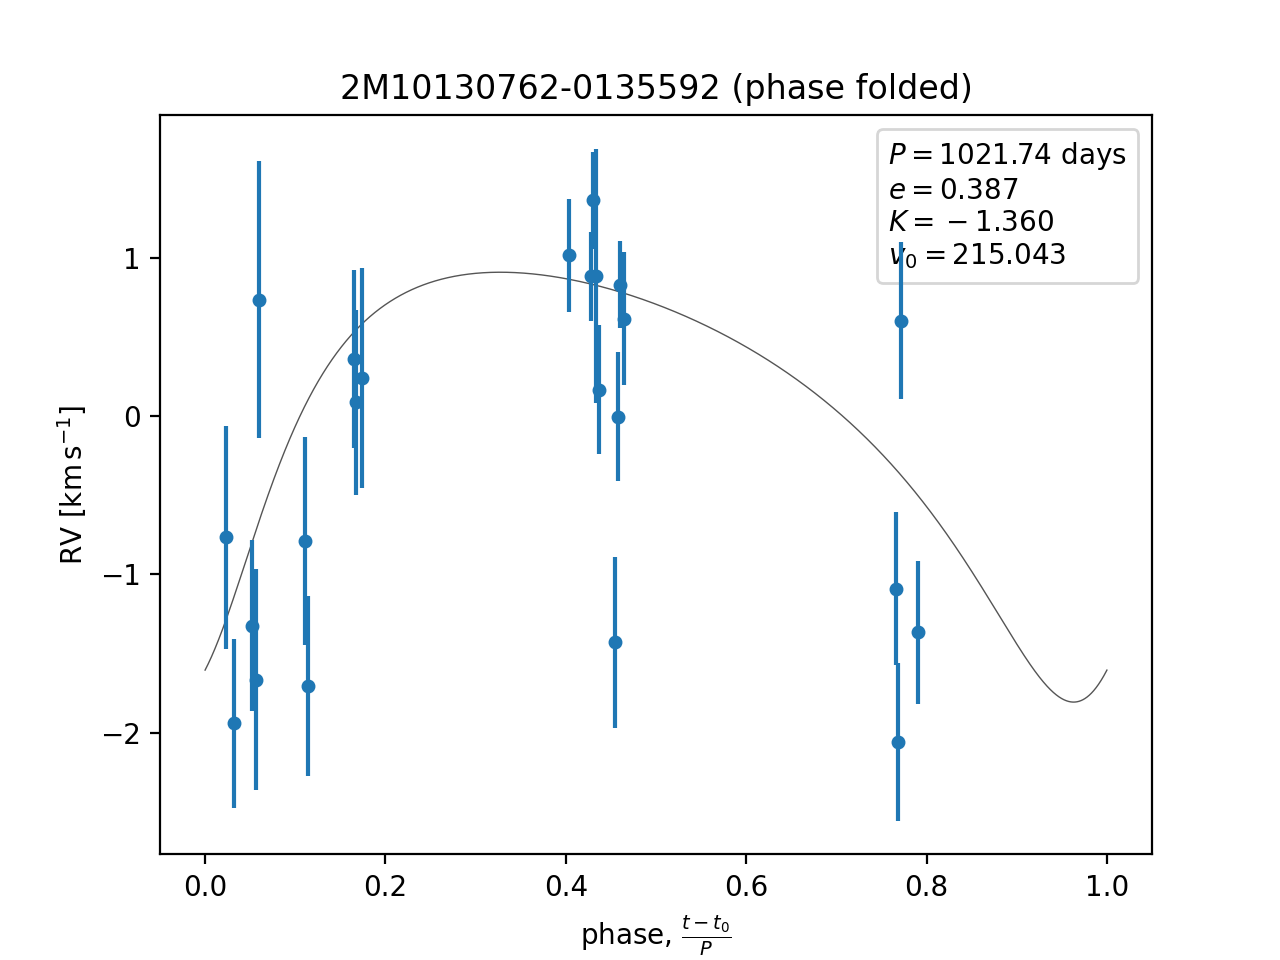 2M10130762-0135592 (phase folded)
P = 1021.74 days
e = 0.387
K = −1.360
v₀ = 215.043
RV [km s⁻¹]
1
0
−1
−2
0.0 0.2 0.4 0.6 0.8 1.0
phase, (t − t₀)/P